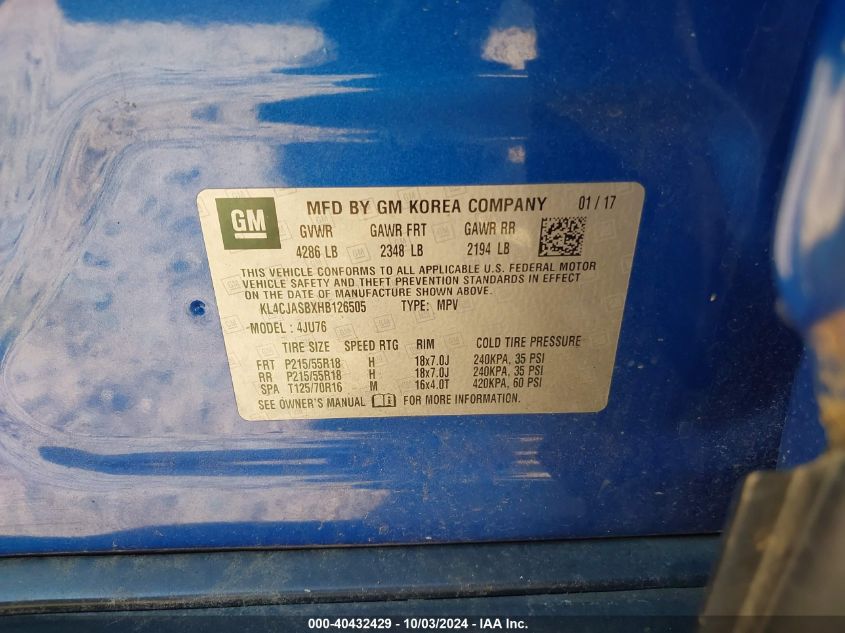 GM MFD BY GM KOREA COMPANY 01 / 17
GVWR GAWR FRT GAWR RR
4286 LB 2348 LB 2194 LB
THIS VEHICLE CONFORMS TO ALL APPLICABLE U.S. FEDERAL MOTOR
VEHICLE SAFETY AND THEFT PREVENTION STANDARDS IN EFFECT
ON THE DATE OF MANUFACTURE SHOWN ABOVE.
KL4CJASBXHB126505 TYPE: MPV
MODEL : 4JU76
TIRE SIZE SPEED RTG RIM COLD TIRE PRESSURE
FRT P215/55R18 H 18x7.0J 240KPA, 35 PSI
RR P215/55R18 H 18x7.0J 240KPA, 35 PSI
SPA T125/70R16 M 16x4.0T 420KPA, 60 PSI
SEE OWNER'S MANUAL FOR MORE INFORMATION.
000-40432429 - 10/03/2024 - IAA Inc.